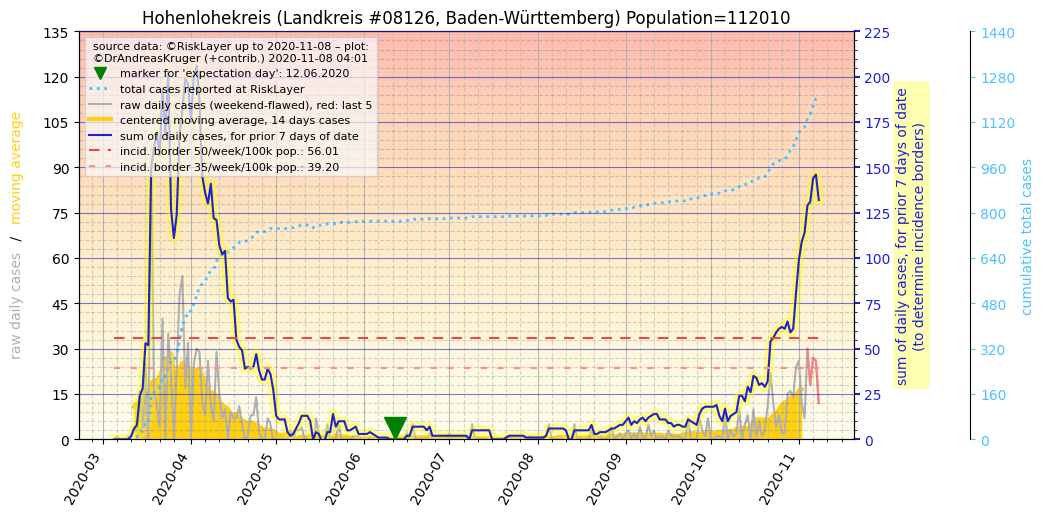 Hohenlohekreis (Landkreis #08126, Baden-Württemberg) Population=112010
source data: ©RiskLayer up to 2020-11-08 – plot:
©DrAndreasKruger (+contrib.) 2020-11-08 04:01
marker for 'expectation day': 12.06.2020
total cases reported at RiskLayer
raw daily cases (weekend-flawed), red: last 5
centered moving average, 14 days cases
sum of daily cases, for prior 7 days of date
incid. border 50/week/100k pop.: 56.01
incid. border 35/week/100k pop.: 39.20
raw daily cases / moving average
135
120
105
90
75
60
45
30
15
0
2020-03
2020-04
2020-05
2020-06
2020-07
2020-08
2020-09
2020-10
2020-11
225
200
175
150
125
100
75
50
25
0
sum of daily cases, for prior 7 days of date
(to determine incidence borders)
1440
1280
1120
960
800
640
480
320
160
0
cumulative total cases